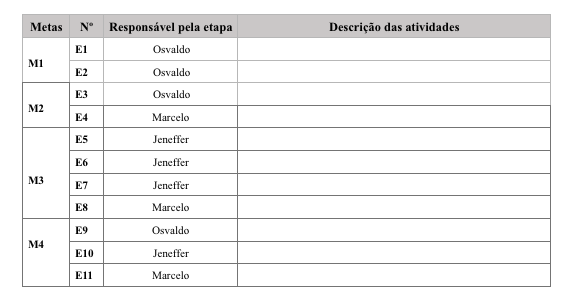 Metas Nº Responsável pela etapa Descrição das atividades
M1
E1 Osvaldo
E2 Osvaldo
M2
E3 Osvaldo
E4 Marcelo
M3
E5 Jeneffer
E6 Jeneffer
E7 Jeneffer
E8 Marcelo
M4
E9 Osvaldo
E10 Jeneffer
E11 Marcelo